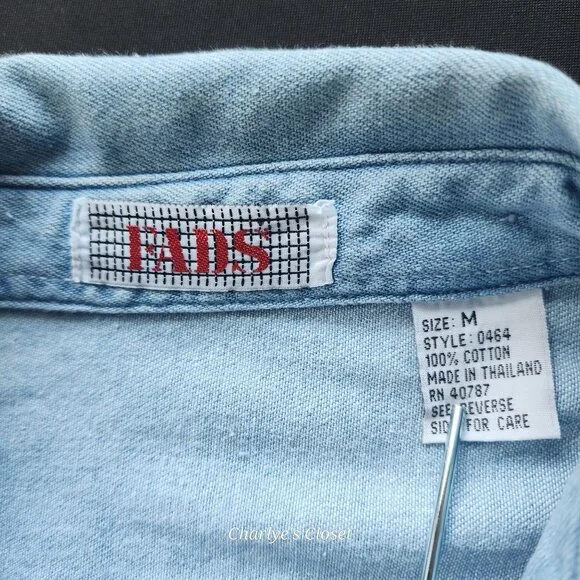 FADS
SIZE: M
STYLE: 0464
100% COTTON
MADE IN THAILAND
RN 40787
SEE REVERSE
SIDE FOR CARE
Charlye's Closet